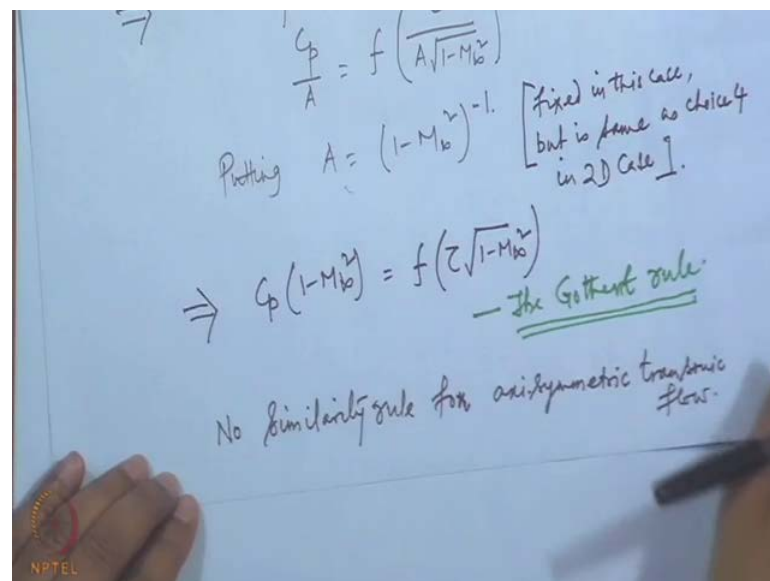 ⇒
Cp/A = f(τ/(A√(1-M∞²)))
Putting A = (1-M∞²)⁻¹. [fixed in this case,
but is same as choice 4
in 2D case].
⇒ Cp(1-M∞²) = f(τ√(1-M∞²))
— The Gothert rule.
No Similarity rule for axisymmetric transonic
flow.
NPTEL